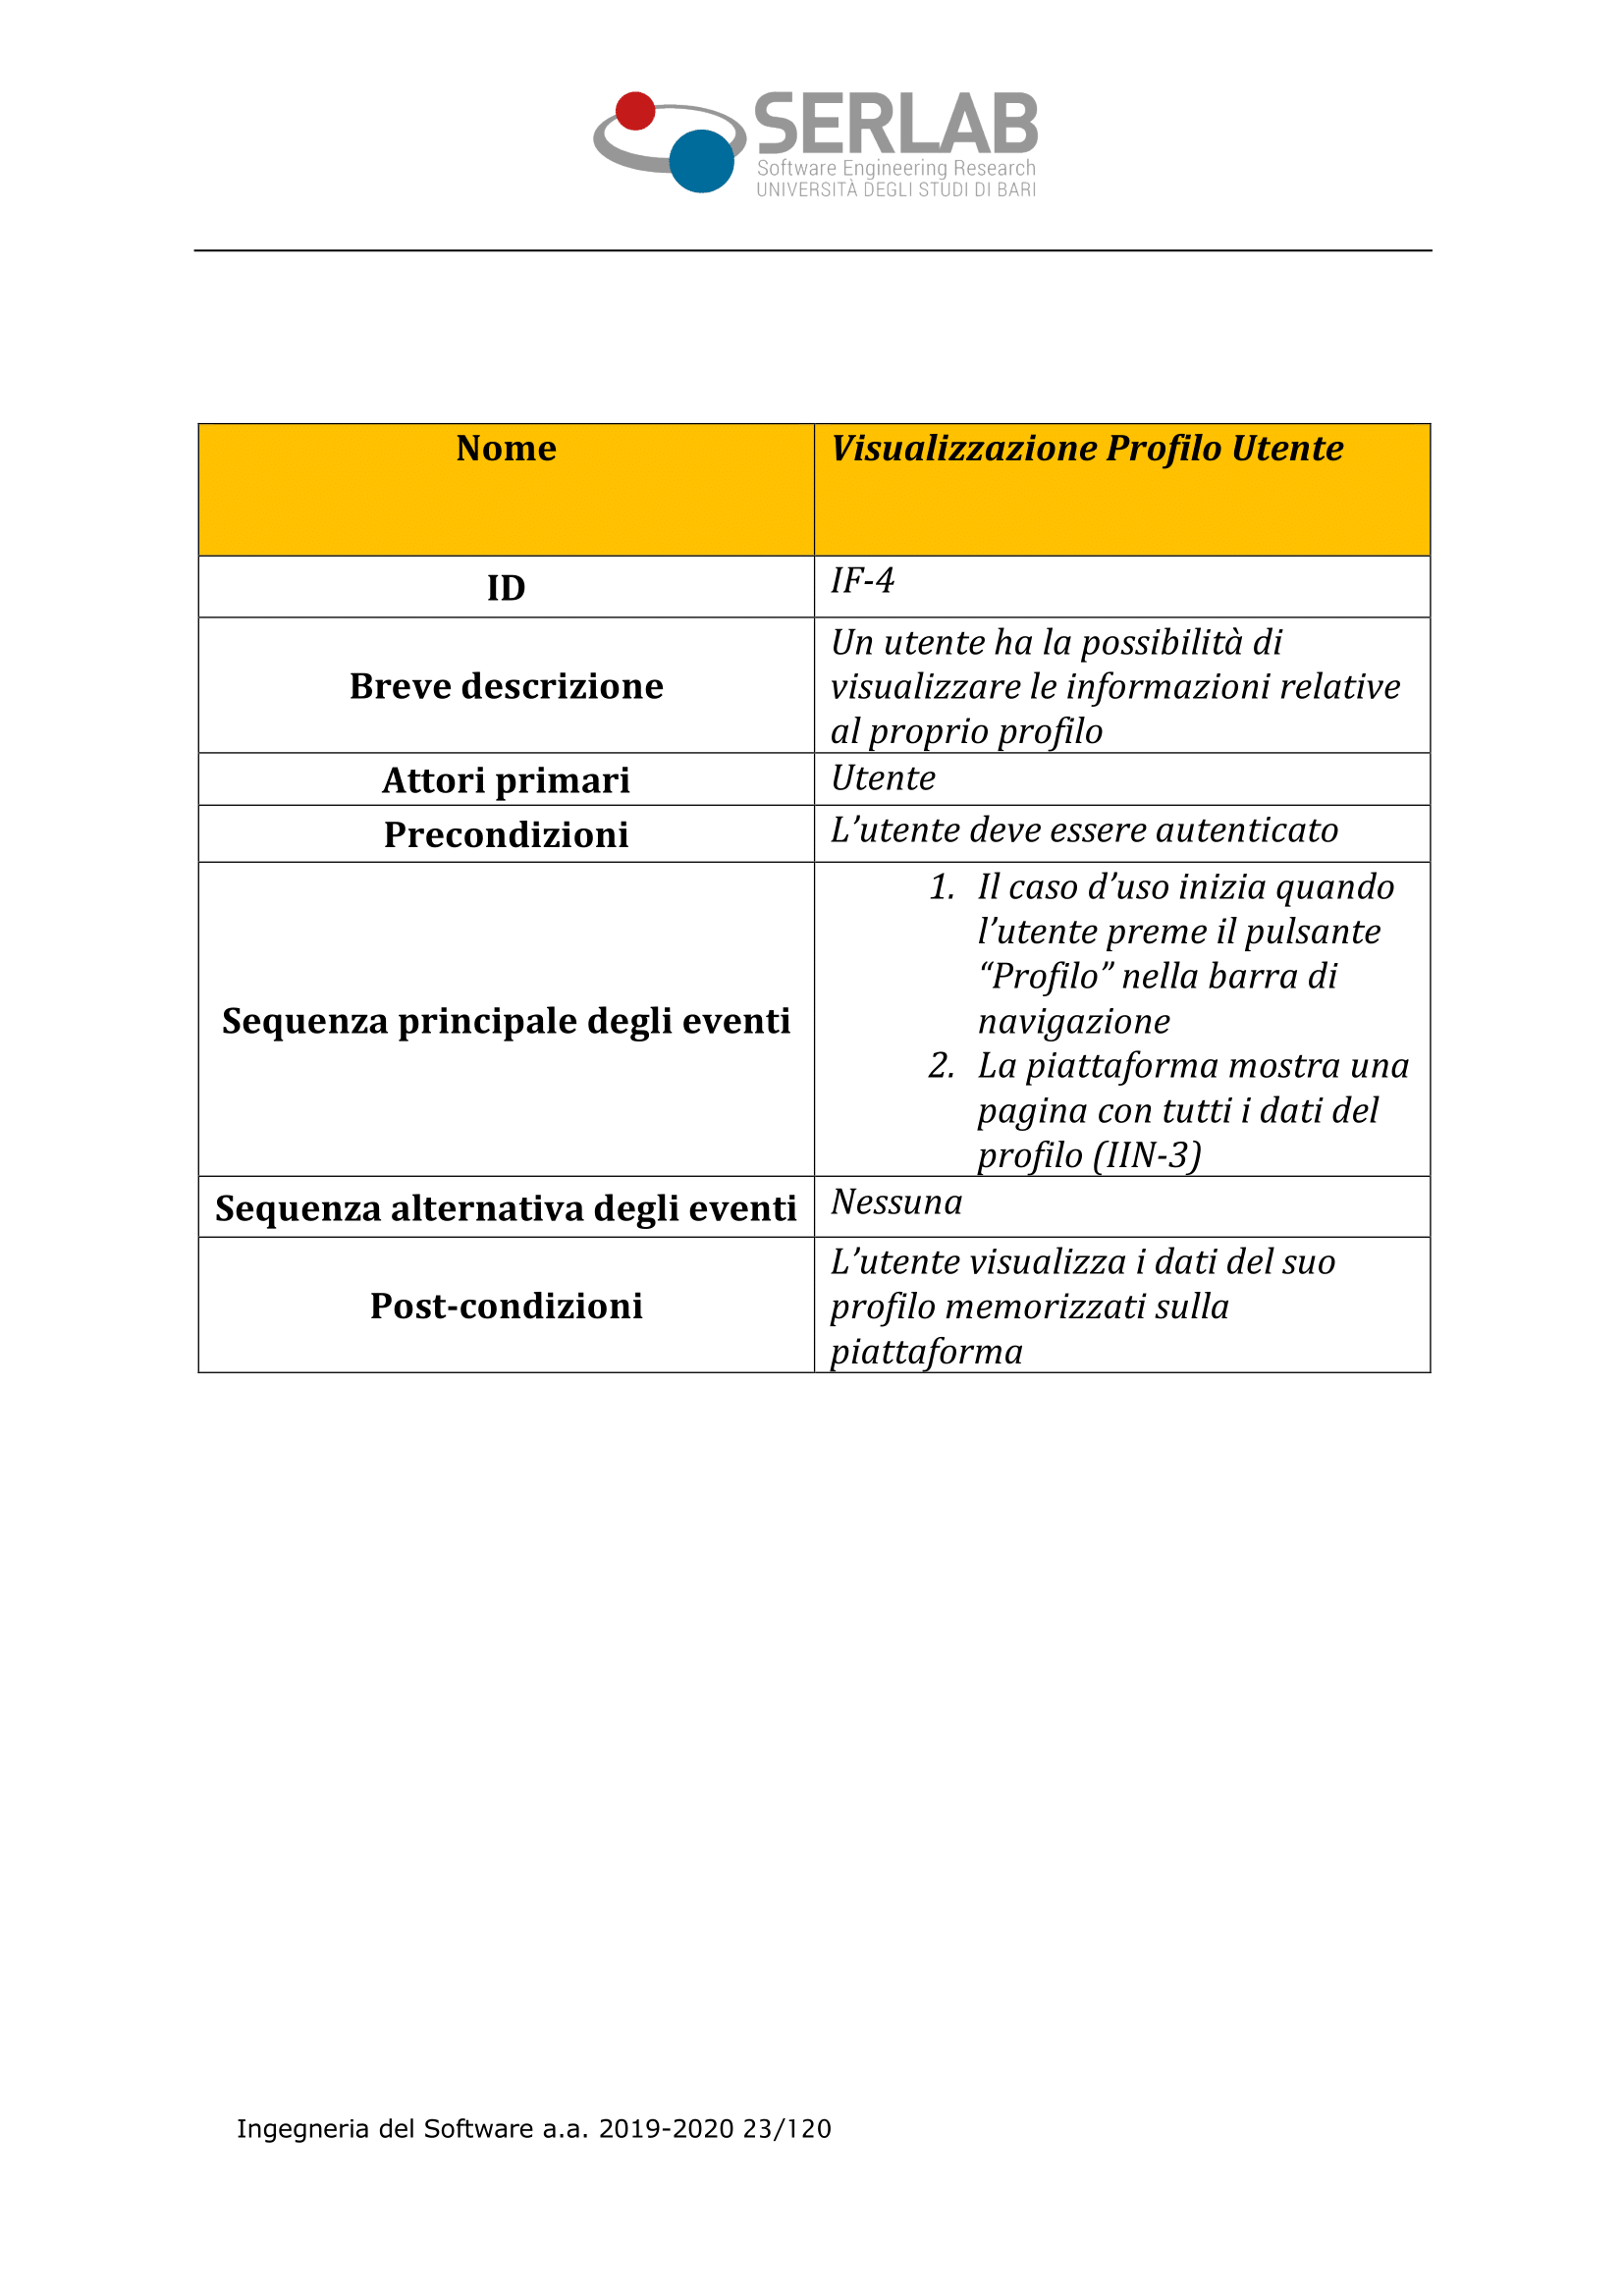 SERLAB
Software Engineering Research
UNIVERSITÀ DEGLI STUDI DI BARI
Nome
Visualizzazione Profilo Utente
ID
IF-4
Breve descrizione
Un utente ha la possibilità di
visualizzare le informazioni relative
al proprio profilo
Attori primari
Utente
Precondizioni
L’utente deve essere autenticato
Sequenza principale degli eventi
1. Il caso d’uso inizia quando
l’utente preme il pulsante
“Profilo” nella barra di
navigazione
2. La piattaforma mostra una
pagina con tutti i dati del
profilo (IIN-3)
Sequenza alternativa degli eventi
Nessuna
Post-condizioni
L’utente visualizza i dati del suo
profilo memorizzati sulla
piattaforma
Ingegneria del Software a.a. 2019-2020 23/120